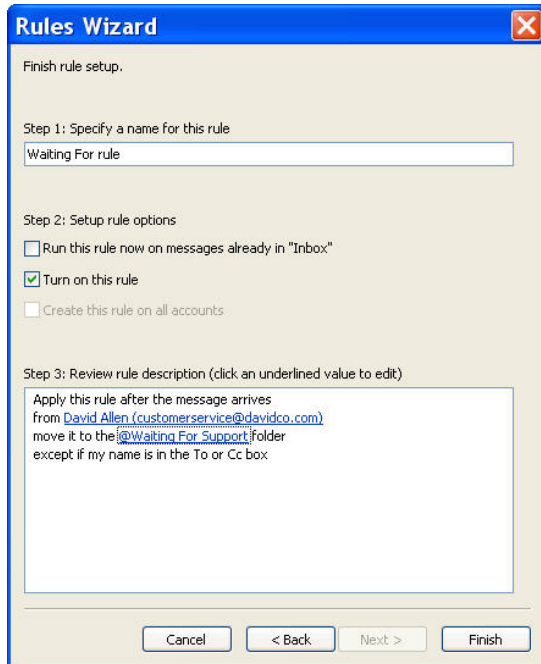 Rules Wizard
Finish rule setup.
Step 1: Specify a name for this rule
Waiting For rule
Step 2: Setup rule options
Run this rule now on messages already in "Inbox"
Turn on this rule
Create this rule on all accounts
Step 3: Review rule description (click an underlined value to edit)
Apply this rule after the message arrives
from David Allen (customerservice@davidco.com)
move it to the @Waiting For Support folder
except if my name is in the To or Cc box
Cancel < Back Next > Finish